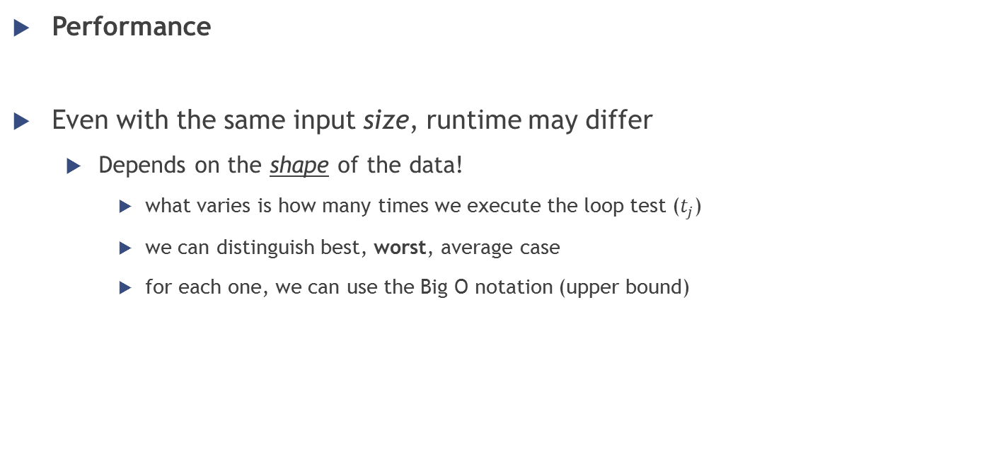 Performance
Even with the same input size, runtime may differ
Depends on the shape of the data!
what varies is how many times we execute the loop test (tⱼ)
we can distinguish best, worst, average case
for each one, we can use the Big O notation (upper bound)